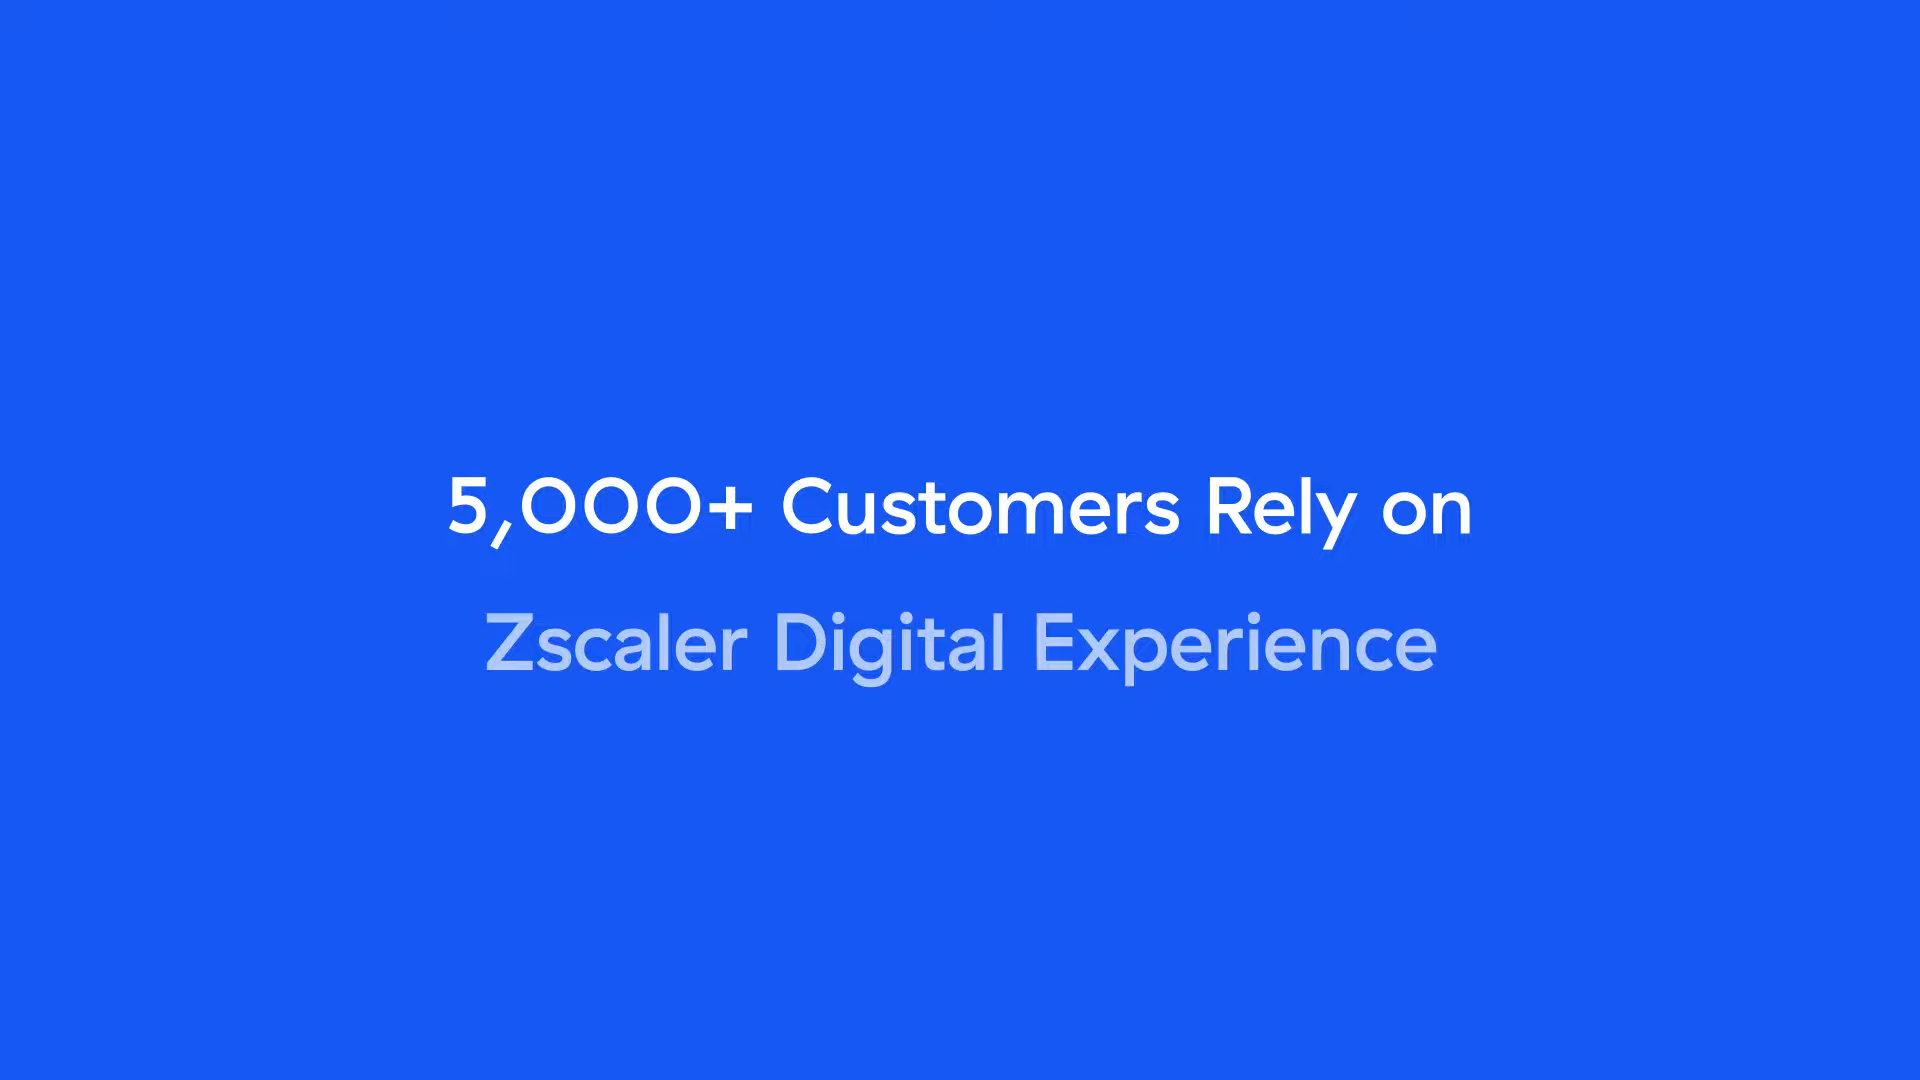 5,000+ Customers Rely on
Zscaler Digital Experience